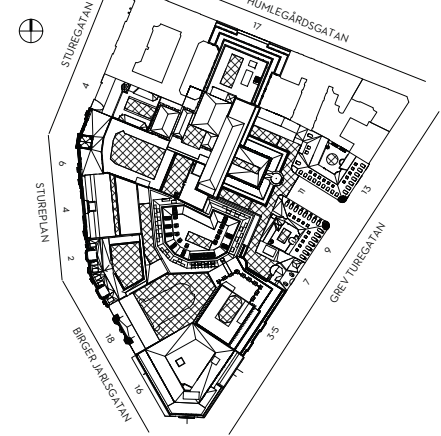 HUMLEGÅRDSGATAN
17
STUREGATAN
4
6
STUREPLAN
4
2
11
13
9
7
GREV TUREGATAN
3-5
18
BIRGER JARLSGATAN
16